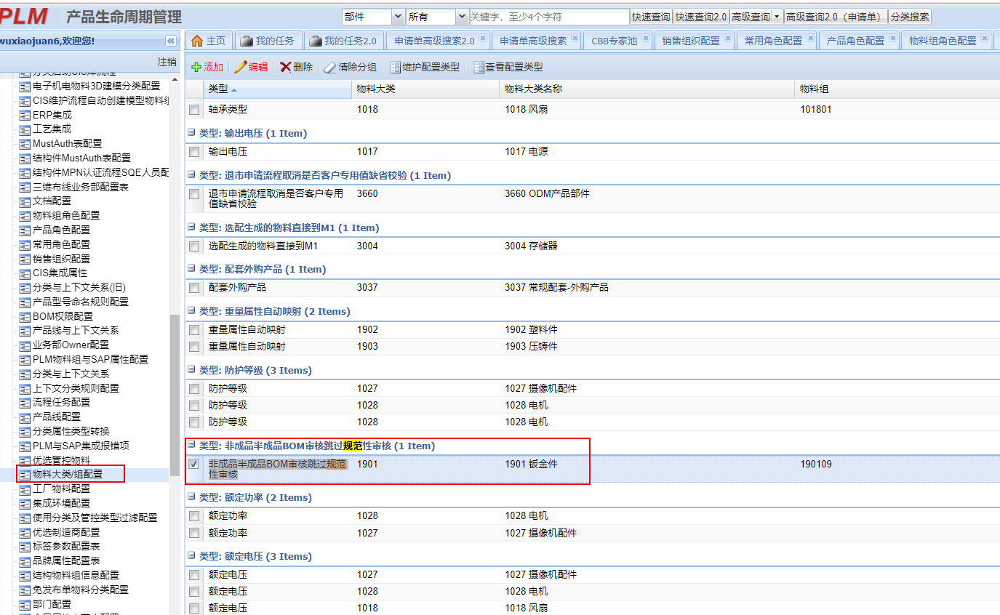 PLM 产品生命周期管理
部件 所有 关键字，至少4个字符 快速查询 快速查询2.0 高级查询 高级查询2.0（申请单） 分类搜索
wuxiaojuan6,欢迎您!
主页 我的任务 我的任务2.0 申请单高级搜索2.0 申请单高级搜索 CBB专家池 销售组织配置 常用角色配置 产品角色配置 物料组角色配置
注销
添加 编辑 删除 清除分组 维护配置类型 查看配置类型
电子机电物料3D建模分类配置
CIS维护流程自动创建模型物料组
ERP集成
工艺集成
MustAuth表配置
结构件MustAuth表配置
结构件MPN认证流程SQE人员配
三维布线业务部配置表
文档配置
物料组角色配置
产品角色配置
常用角色配置
销售组织配置
CIS集成属性
分类与上下文关系(旧)
产品型号命名规则配置
BOM权限配置
产品线与上下文关系
业务部Owner配置
PLM物料组与SAP属性配置
分类与上下文关系
上下文分类规则配置
流程任务配置
产品线配置
分类属性类型转换
PLM与SAP集成报错项
优选管控物料
物料大类/组配置
工厂物料配置
集成环境配置
使用分类及管控类型过滤配置
优选制造商配置
标签参数配置表
品牌属性配置表
结构物料组信息配置
免发布单物料分类配置
部门配置
类型 物料大类 物料大类名称 物料组
轴承类型 1018 1018 风扇 101801
类型: 输出电压 (1 Item)
输出电压 1017 1017 电源
类型: 退市申请流程取消是否客户专用值缺省校验 (1 Item)
退市申请流程取消是否客户专用 3660 3660 ODM产品部件
值缺省校验
类型: 选配生成的物料直接到M1 (1 Item)
选配生成的物料直接到M1 3004 3004 存储器
类型: 配套外购产品 (1 Item)
配套外购产品 3037 3037 常规配套-外购产品
类型: 重量属性自动映射 (2 Items)
重量属性自动映射 1902 1902 塑料件
重量属性自动映射 1903 1903 压铸件
类型: 防护等级 (3 Items)
防护等级 1027 1027 摄像机配件
防护等级 1028 1028 电机
防护等级 1028 1028 电机
类型: 非成品半成品BOM审核跳过规范性审核 (1 Item)
非成品半成品BOM审核跳过规范 1901 1901 钣金件 190109
性审核
类型: 额定功率 (2 Items)
额定功率 1028 1028 电机
额定功率 1027 1027 摄像机配件
类型: 额定电压 (3 Items)
额定电压 1027 1027 摄像机配件
额定电压 1028 1028 电机
额定电压 1018 1018 风扇